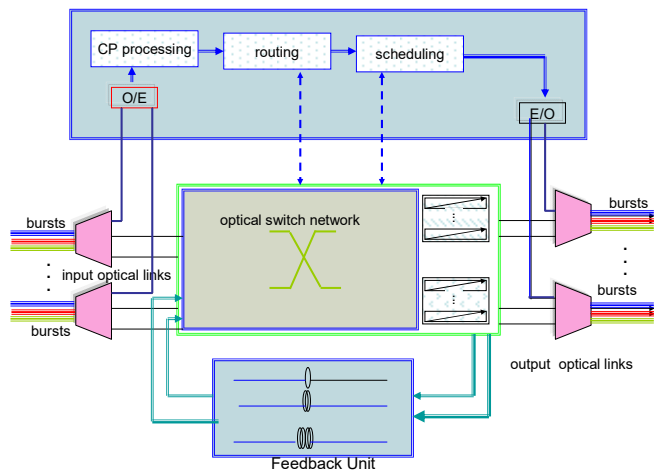 CP processing
routing
scheduling
O/E
E/O
bursts
bursts
optical switch network
input optical links
bursts
bursts
output optical links
Feedback Unit